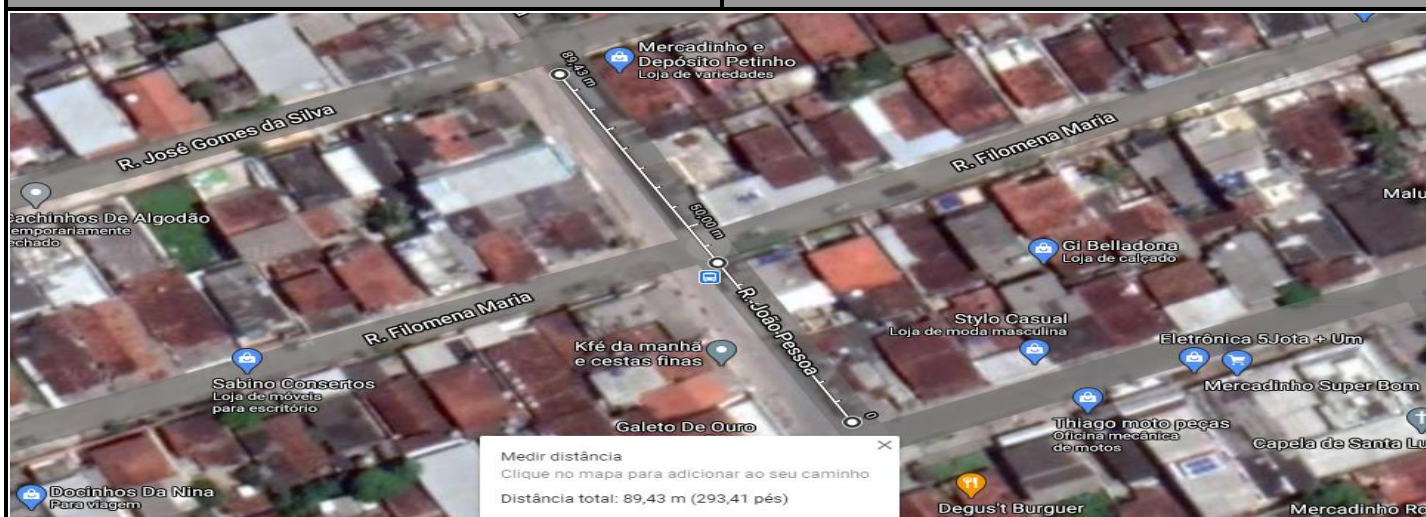 89,43 m
Mercadinho e
Depósito Petinho
Loja de variedades
R. José Gomes da Silva
R. Filomena Maria
Cachinhos De Algodão
emporariamente
echado
50,00 m
Malu
Gi Belladona
Loja de calçado
R. João Pessoa
R. Filomena Maria
Stylo Casual
Loja de moda masculina
Eletrônica 5Jota + Um
Kfé da manhã
e cestas finas
Sabino Consertos
Loja de móveis
para escritório
Mercadinho Super Bom
0
Thiago moto peças
Oficina mecânica
de motos
Galeto De Ouro
Capela de Santa Lu
Medir distância
Clique no mapa para adicionar ao seu caminho
Distância total: 89,43 m (293,41 pés)
Docinhos Da Nina
Para viagem
Degus't Burguer
Mercadinho Ro